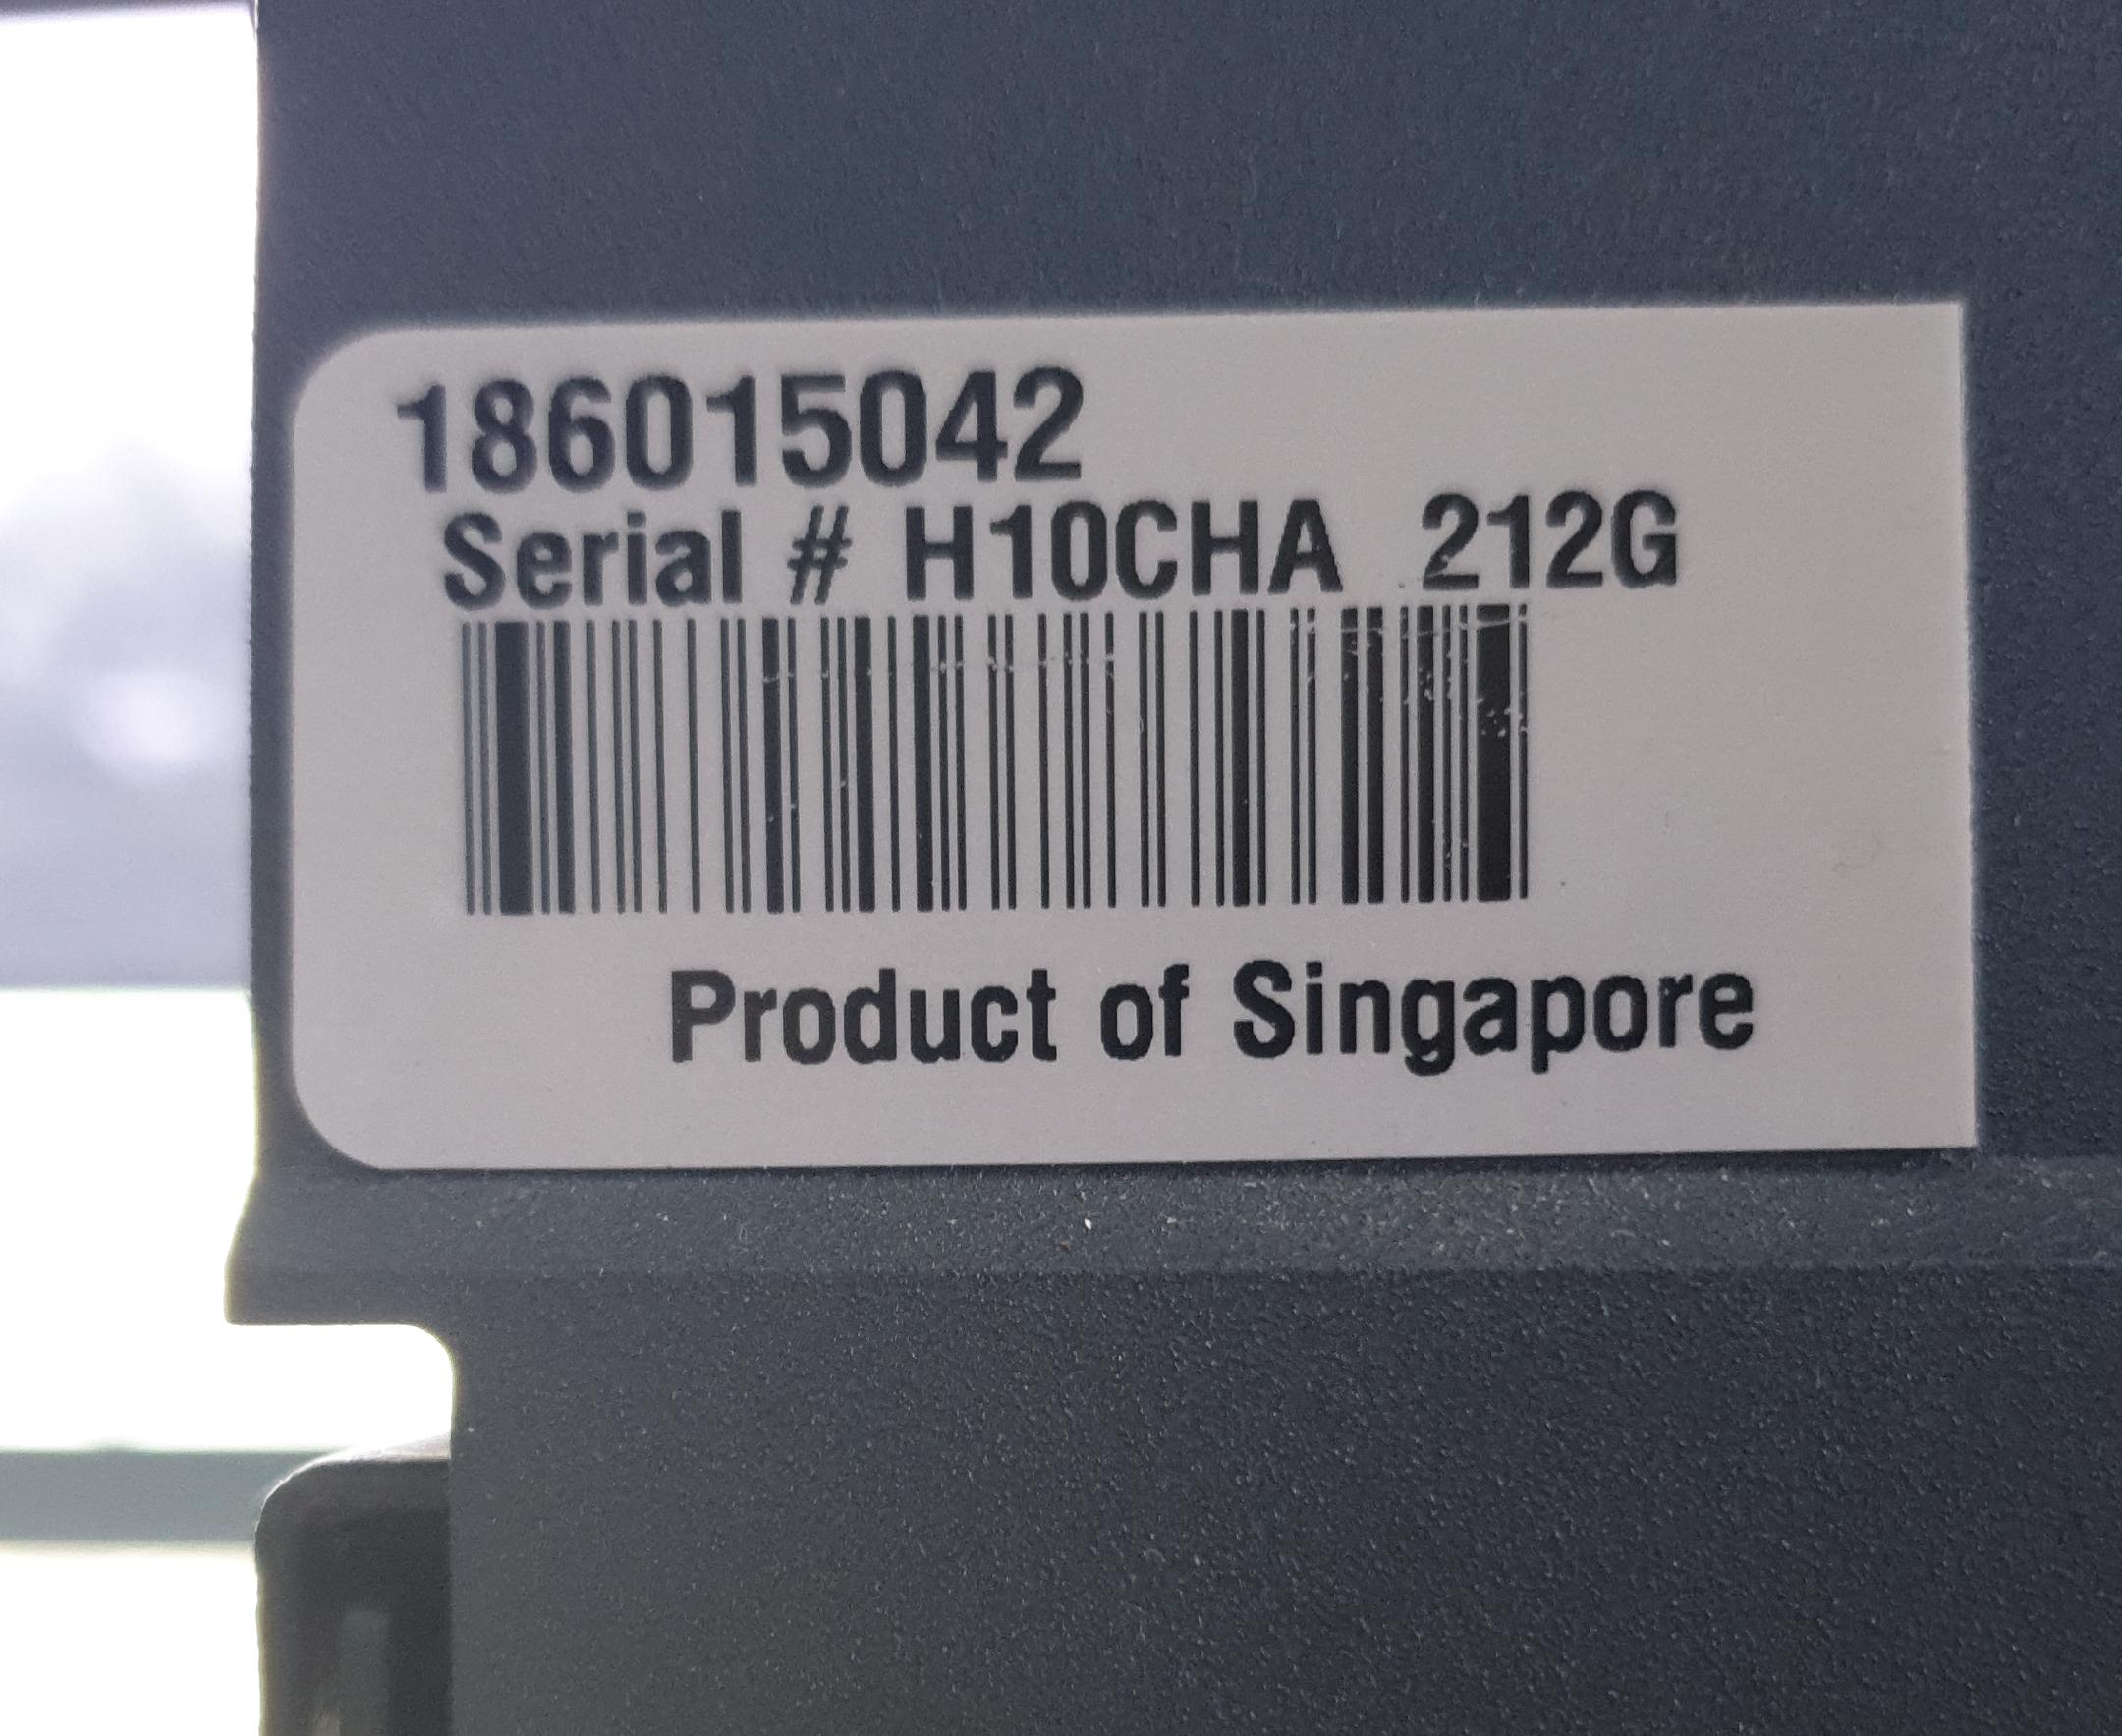 186015042
Serial # H10CHA 212G
Product of Singapore